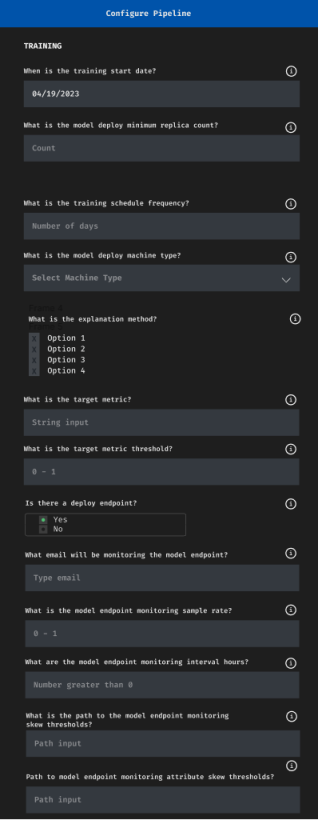 Configure Pipeline
TRAINING
When is the training start date?
04/19/2023
What is the model deploy minimum replica count?
Count
What is the training schedule frequency?
Number of days
What is the model deploy machine type?
Select Machine Type
What is the explanation method?
X Option 1
X Option 2
X Option 3
X Option 4
What is the target metric?
String input
What is the target metric threshold?
0 - 1
Is there a deploy endpoint?
Yes
No
What email will be monitoring the model endpoint?
Type email
What is the model endpoint monitoring sample rate?
0 - 1
What are the model endpoint monitoring interval hours?
Number greater than 0
What is the path to the model endpoint monitoring
skew thresholds?
Path input
Path to model endpoint monitoring attribute skew thresholds?
Path input